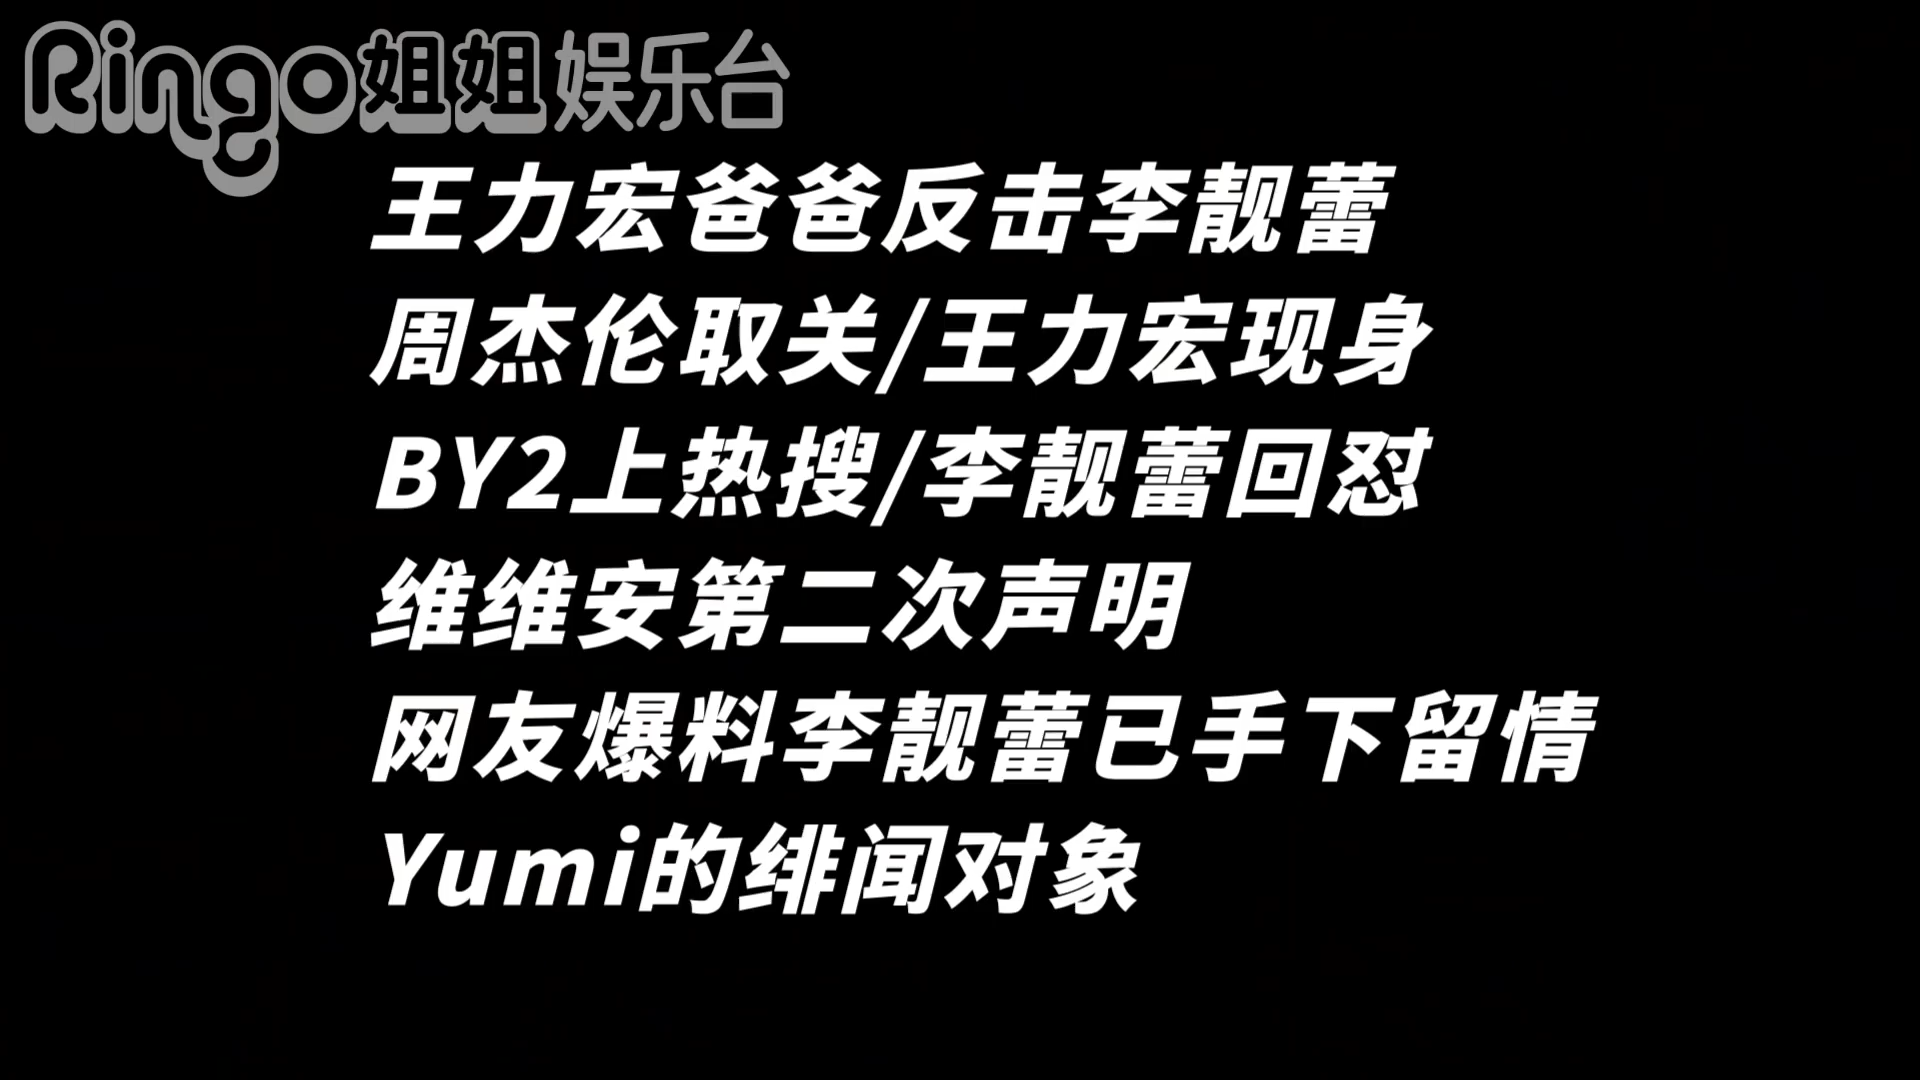 Ringo姐姐娱乐台
王力宏爸爸反击李靓蕾
周杰伦取关/王力宏现身
BY2上热搜/李靓蕾回怼
维维安第二次声明
网友爆料李靓蕾已手下留情
Yumi的绯闻对象